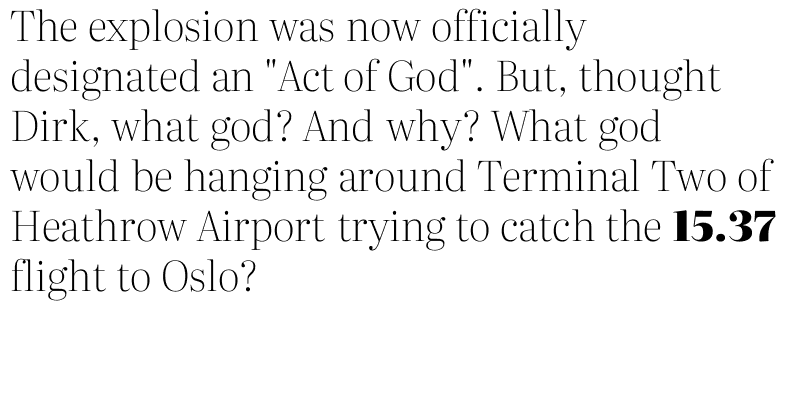 The explosion was now officially
designated an "Act of God". But, thought
Dirk, what god? And why? What god
would be hanging around Terminal Two of
Heathrow Airport trying to catch the 15.37
flight to Oslo?